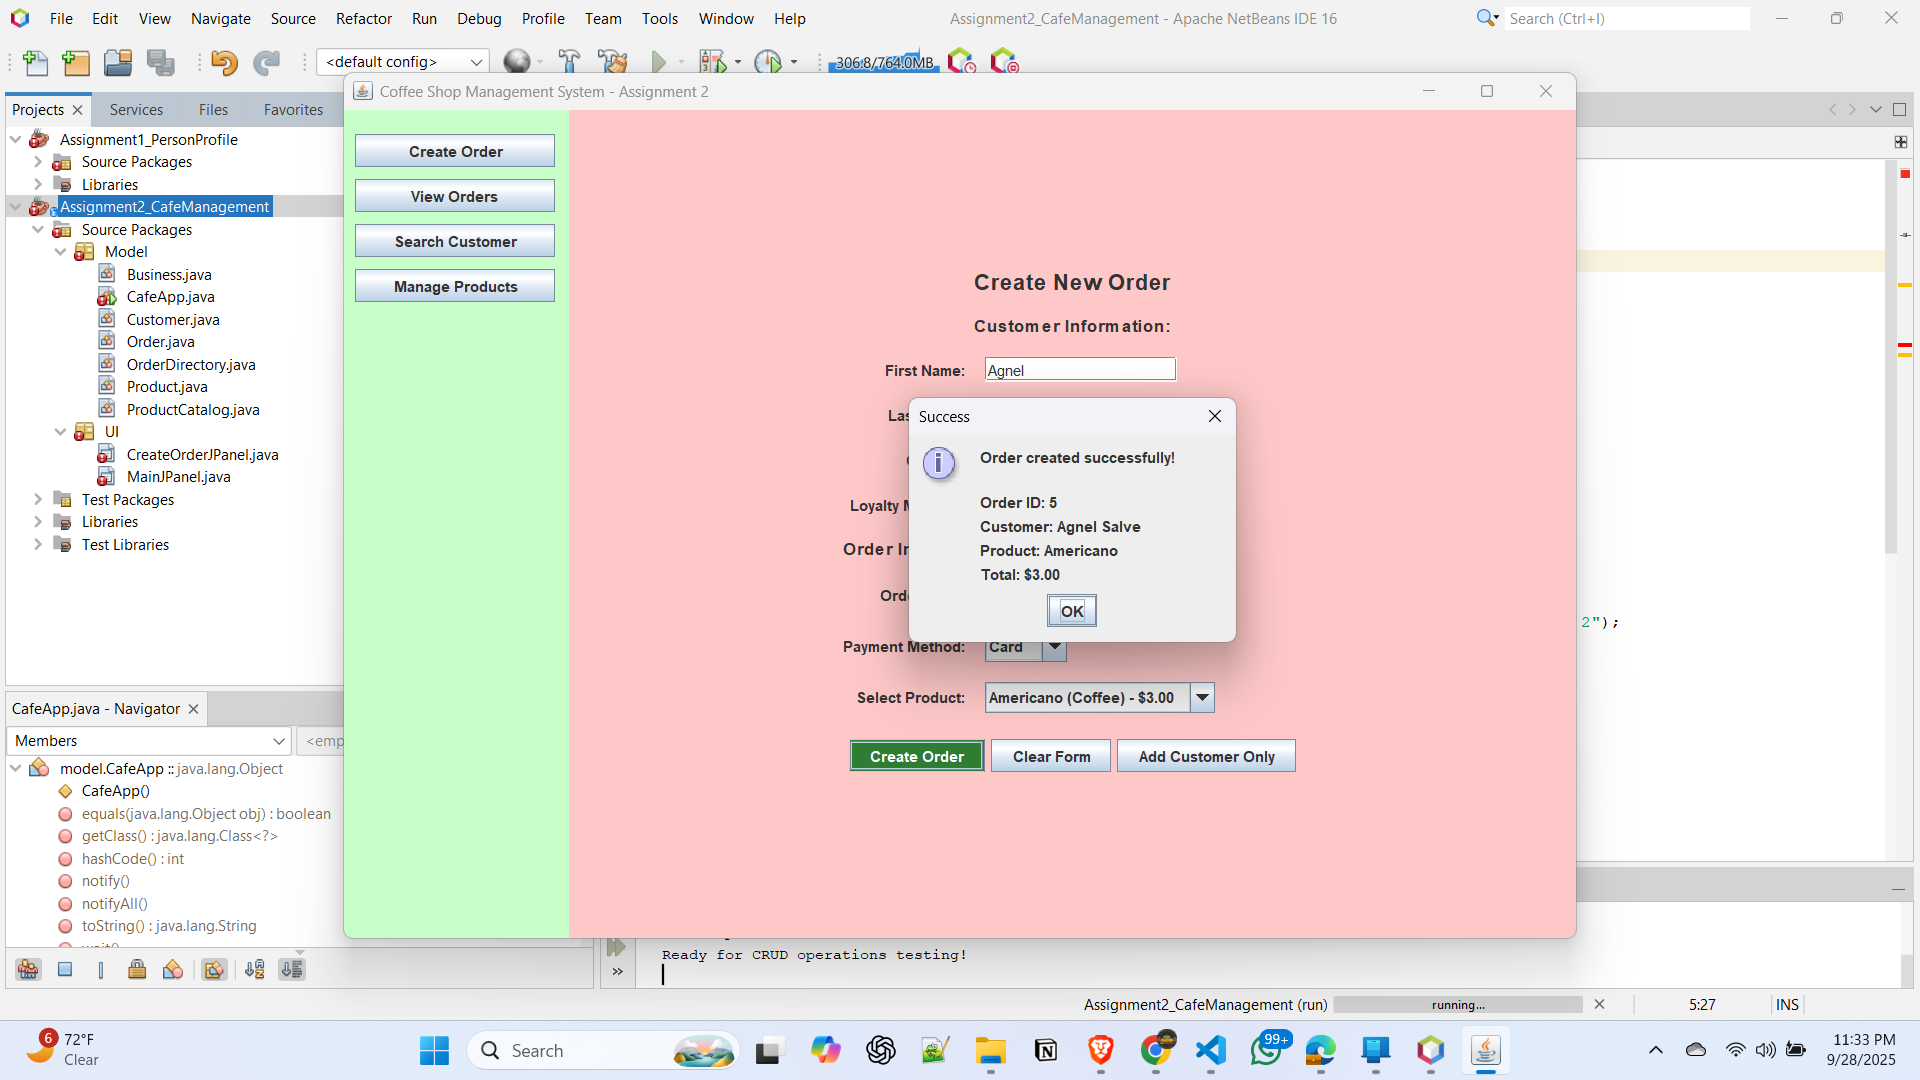 File Edit View Navigate Source Refactor Run Debug Profile Team Tools Window Help
Assignment2_CafeManagement - Apache NetBeans IDE 16
Search (Ctrl+I)
<default config>
306.8/764.0MB
Projects Services Files Favorites
Assignment1_PersonProfile
Source Packages
Libraries
Assignment2_CafeManagement
Source Packages
Model
Business.java
CafeApp.java
Customer.java
Order.java
OrderDirectory.java
Product.java
ProductCatalog.java
UI
CreateOrderJPanel.java
MainJPanel.java
Test Packages
Libraries
Test Libraries
CafeApp.java - Navigator
Members
<emp
model.CafeApp :: java.lang.Object
CafeApp()
equals(java.lang.Object obj) : boolean
getClass() : java.lang.Class<?>
hashCode() : int
notify()
notifyAll()
toString() : java.lang.String
Coffee Shop Management System - Assignment 2
Create Order
View Orders
Search Customer
Manage Products
Create New Order
Customer Information:
First Name: Agnel
Las
Loyalty M
Order In
Orde
Payment Method: Card
Select Product: Americano (Coffee) - $3.00
Create Order Clear Form Add Customer Only
Success
Order created successfully!
Order ID: 5
Customer: Agnel Salve
Product: Americano
Total: $3.00
OK
2");
Ready for CRUD operations testing!
Assignment2_CafeManagement (run) running... 5:27 INS
6
72°F
Clear
Search
99+
11:33 PM
9/28/2025